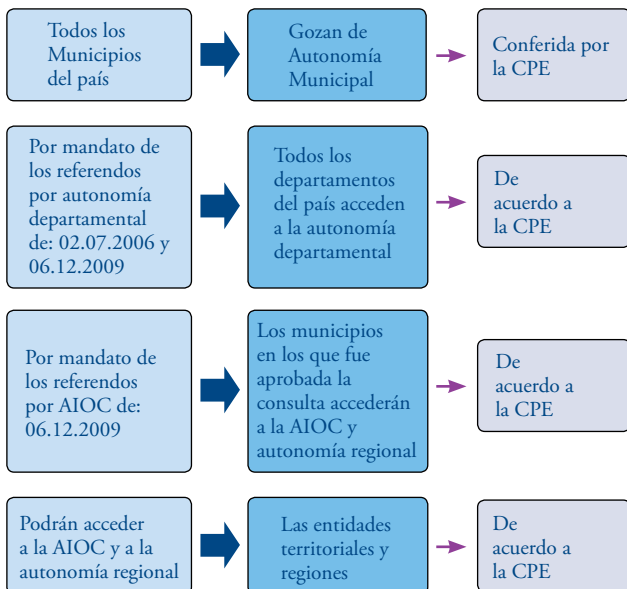 Todos los
Municipios
del país
Gozan de
Autonomía
Municipal
Conferida por
la CPE
Por mandato de
los referendos
por autonomía
departamental
de: 02.07.2006 y
06.12.2009
Todos los
departamentos
del país acceden
a la autonomía
departamental
De
acuerdo a
la CPE
Por mandato de
los referendos
por AIOC de:
06.12.2009
Los municipios
en los que fue
aprobada la
consulta accederán
a la AIOC y
autonomía regional
De
acuerdo a
la CPE
Podrán acceder
a la AIOC y a la
autonomía regional
Las entidades
territoriales y
regiones
De
acuerdo a
la CPE